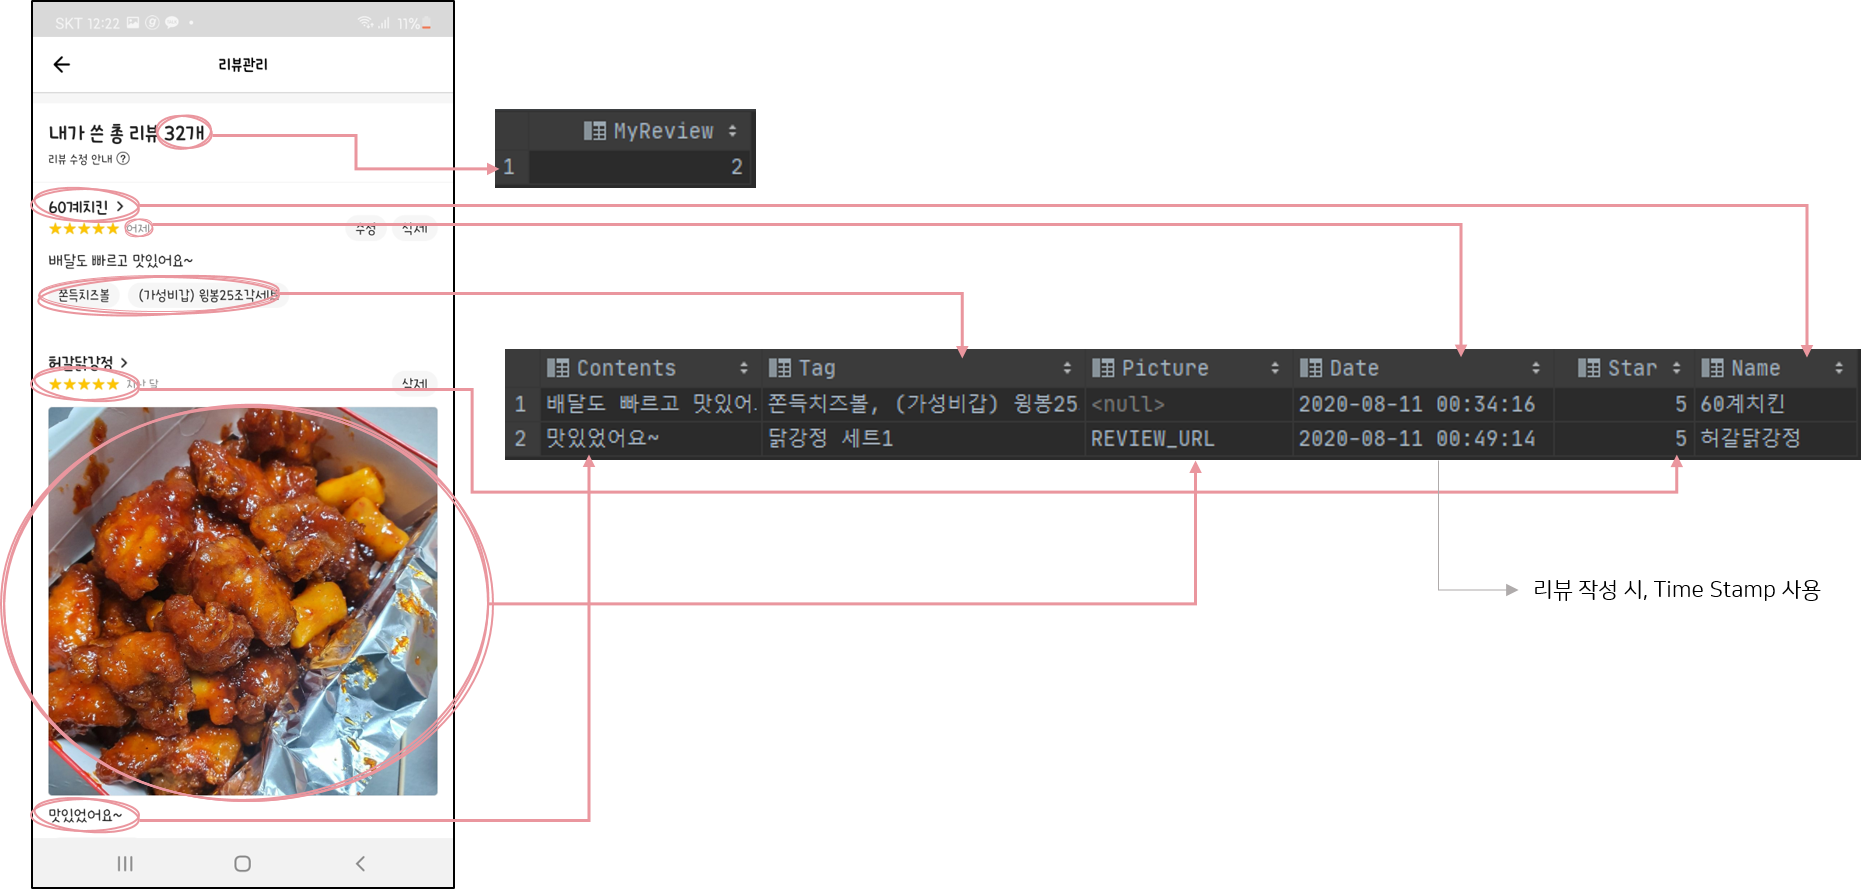 SKT 12:22
11%
리뷰관리
내가 쓴 총 리뷰 32개
리뷰 수정 안내 ?
60계치킨 >
★★★★★ 어제
수정 삭제
배달도 빠르고 맛있어요~
쫀득치즈볼 (가성비갑) 윙봉25조각세트
허갈닭강정 >
★★★★★ 지난 달
삭제
맛있었어요~
MyReview
1 2
Contents Tag Picture Date Star Name
1 배달도 빠르고 맛있어 쫀득치즈볼, (가성비갑) 윙봉25 <null> 2020-08-11 00:34:16 5 60계치킨
2 맛있었어요~ 닭강정 세트1 REVIEW_URL 2020-08-11 00:49:14 5 허갈닭강정
리뷰 작성 시, Time Stamp 사용